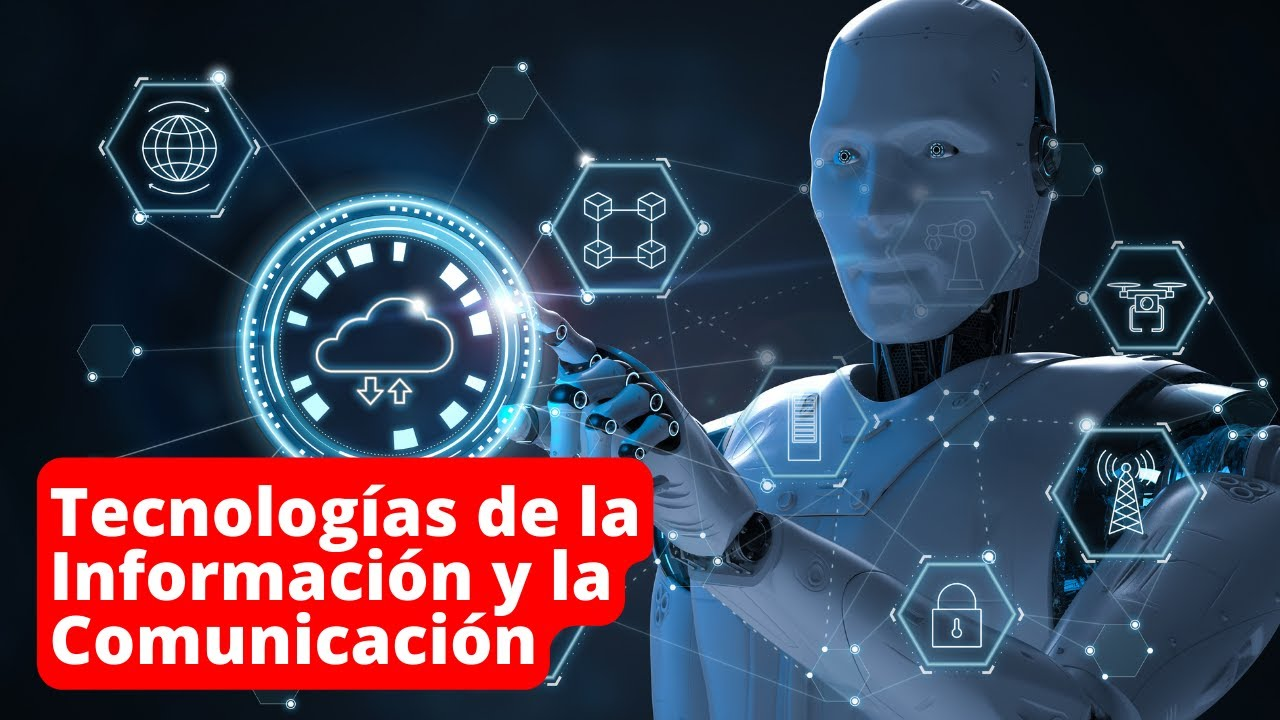 Tecnologías de la
Información y la
Comunicación